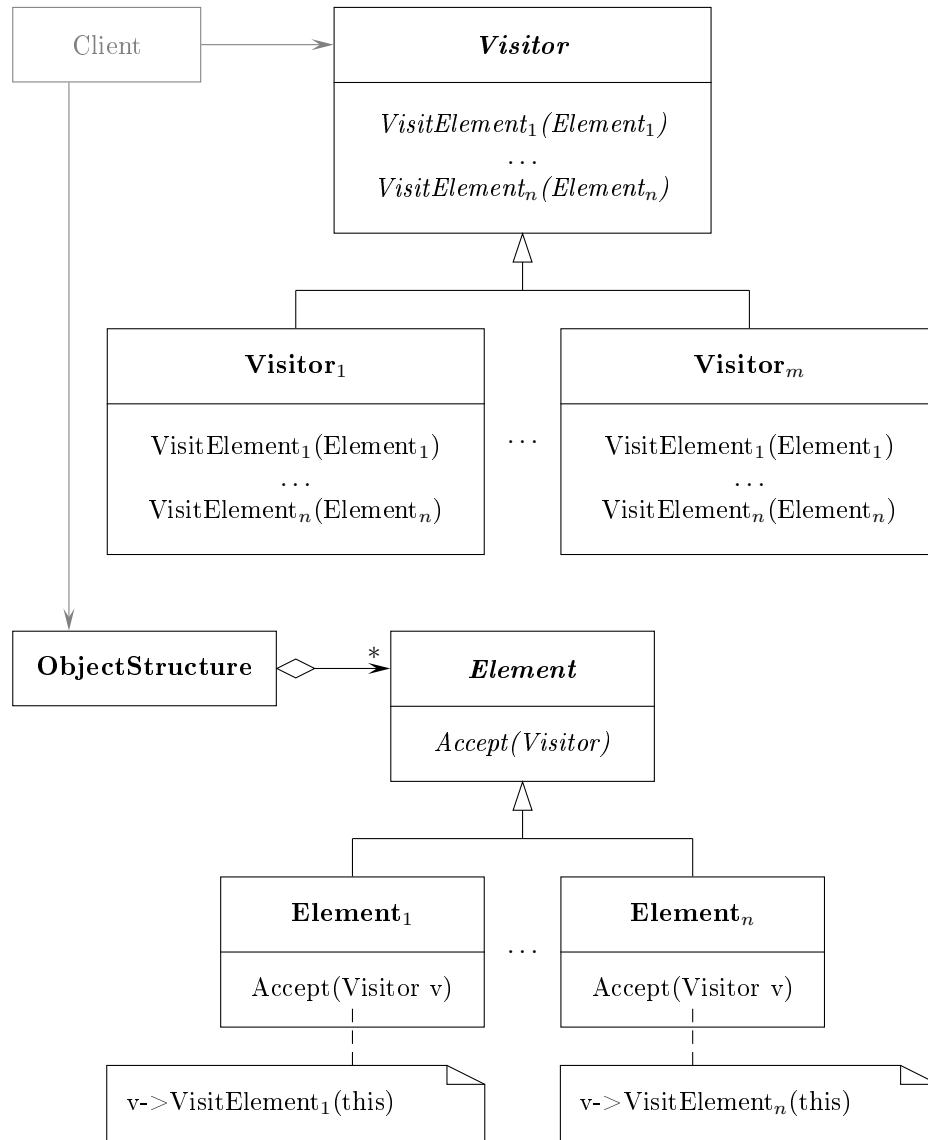 Client
Visitor
VisitElement₁(Element₁)
...
VisitElementₙ(Elementₙ)
Visitor₁
VisitElement₁(Element₁)
...
VisitElementₙ(Elementₙ)
...
Visitorₘ
VisitElement₁(Element₁)
...
VisitElementₙ(Elementₙ)
ObjectStructure
*
Element
Accept(Visitor)
Element₁
Accept(Visitor v)
...
Elementₙ
Accept(Visitor v)
v->VisitElement₁(this)
v->VisitElementₙ(this)